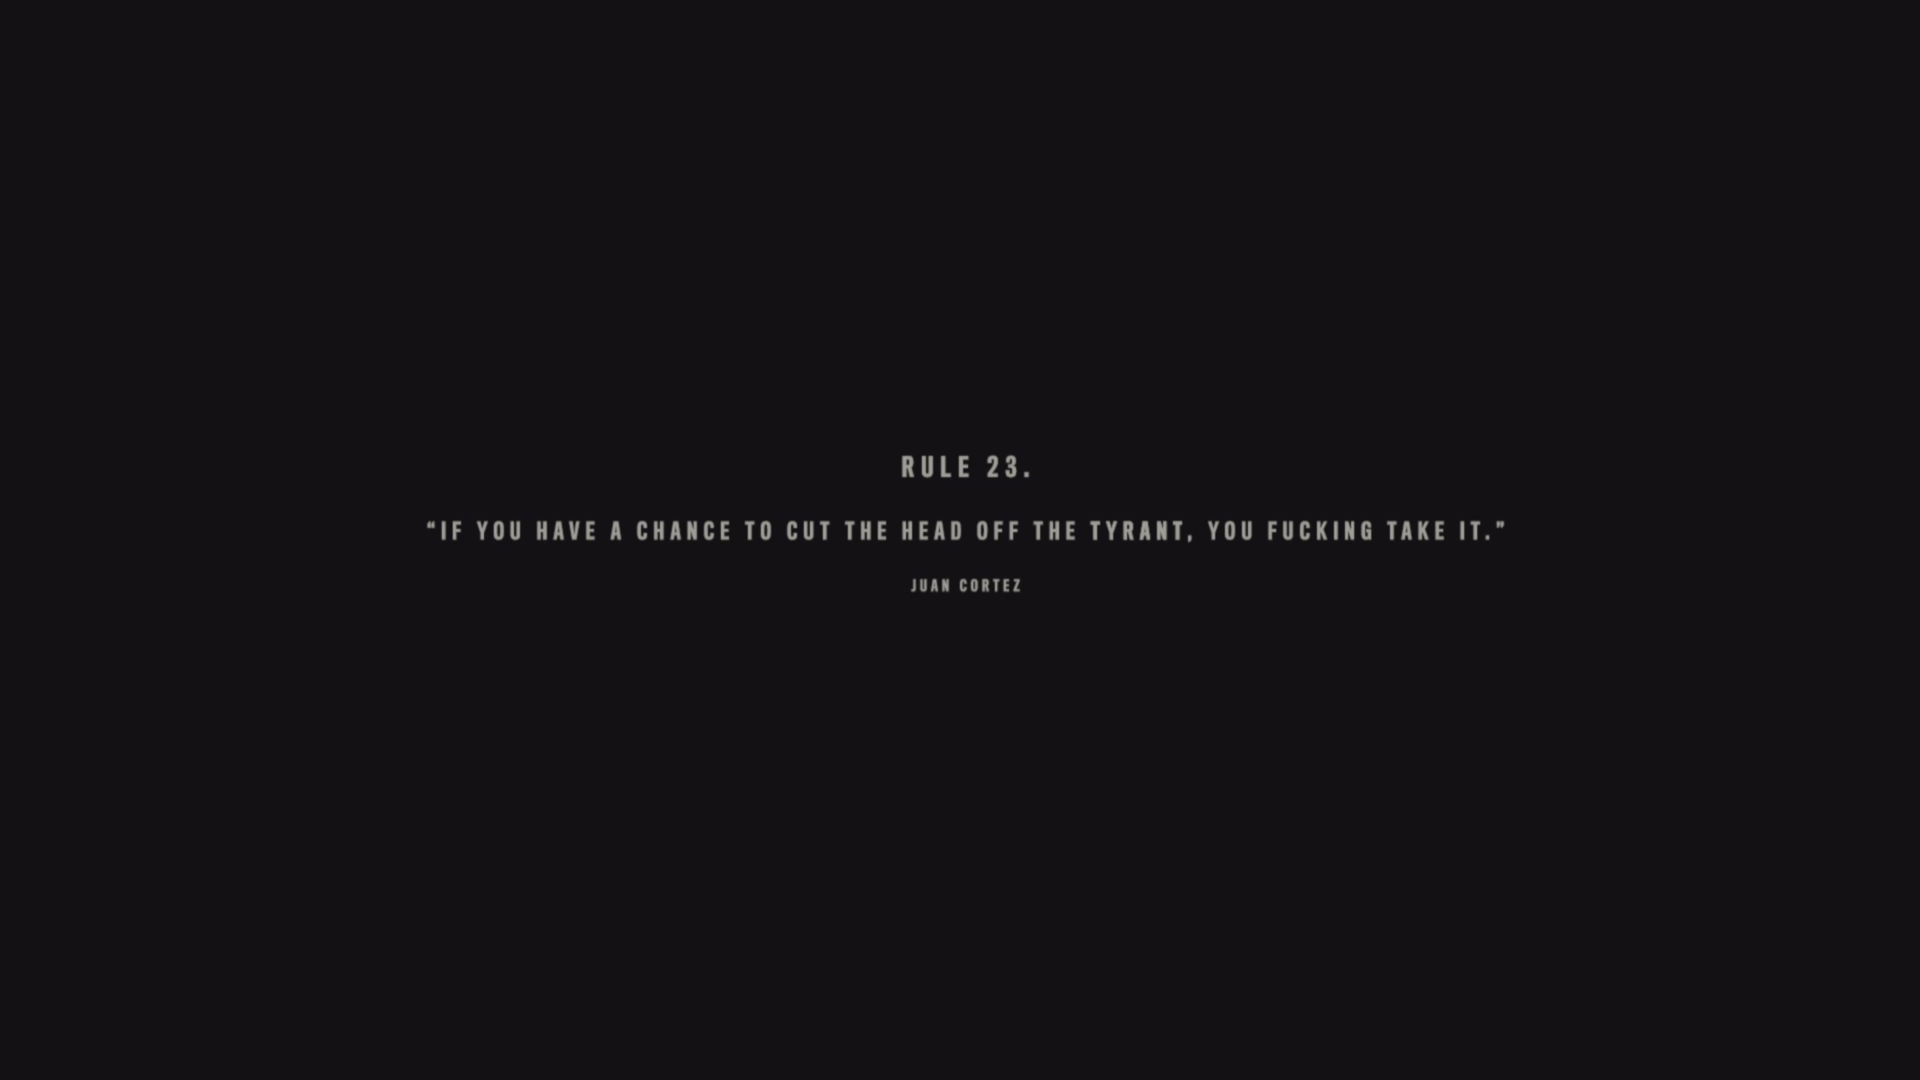 RULE 23.
“IF YOU HAVE A CHANCE TO CUT THE HEAD OFF THE TYRANT, YOU FUCKING TAKE IT.”
JUAN CORTEZ